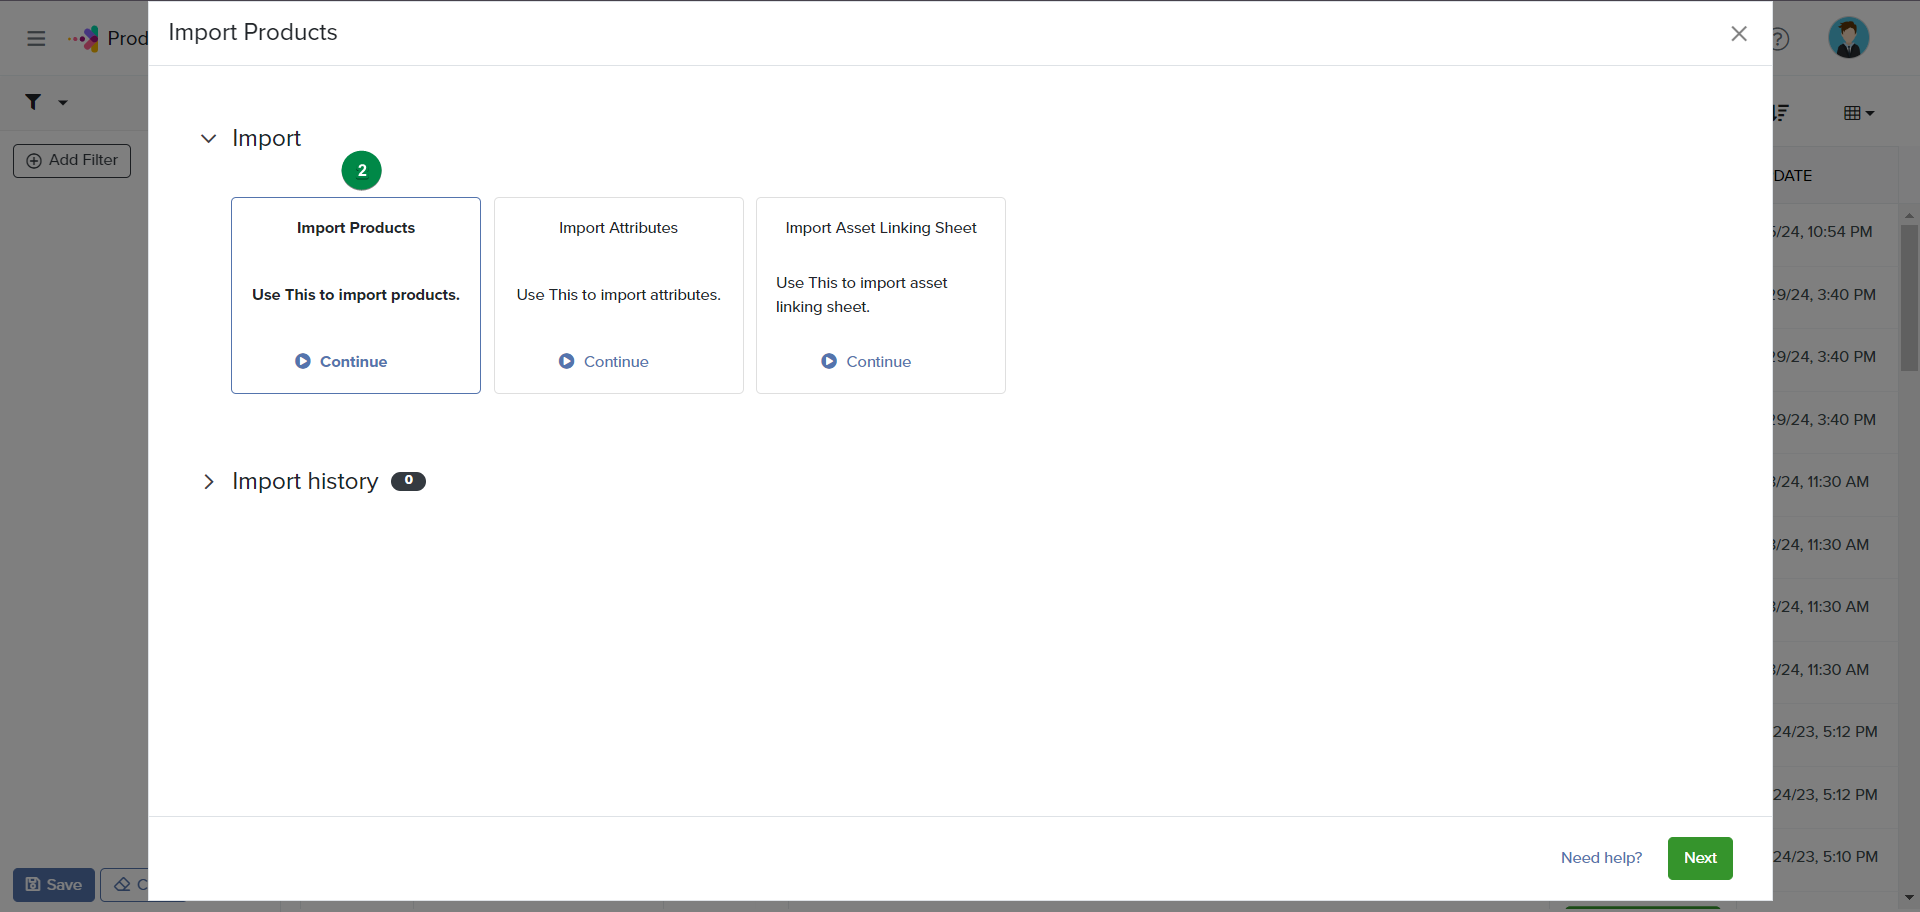 Import Products
Prod
?
Add Filter
Import
2
Import Products
Use This to import products.
Continue
Import Attributes
Use This to import attributes.
Continue
Import Asset Linking Sheet
Use This to import asset
linking sheet.
Continue
Import history 0
DATE
/24, 10:54 PM
29/24, 3:40 PM
29/24, 3:40 PM
29/24, 3:40 PM
/24, 11:30 AM
/24, 11:30 AM
/24, 11:30 AM
/24, 11:30 AM
24/23, 5:12 PM
24/23, 5:12 PM
24/23, 5:10 PM
Need help?
Next
Save
C